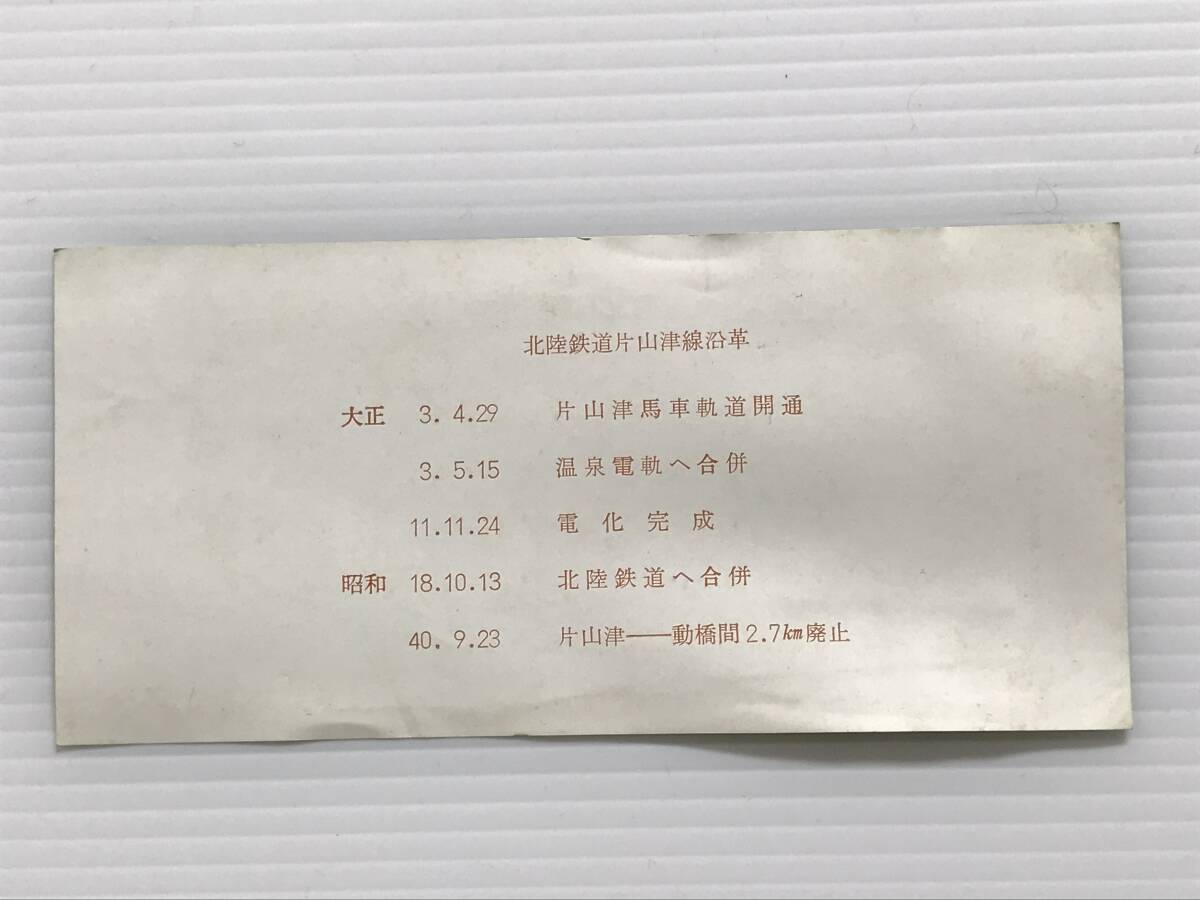 北陸鉄道片山津線沿革
大正 3.4.29 片山津馬車軌道開通
3.5.15 温泉電軌へ合併
11.11.24 電化完成
昭和 18.10.13 北陸鉄道へ合併
40.9.23 片山津——動橋間2.7㎞廃止